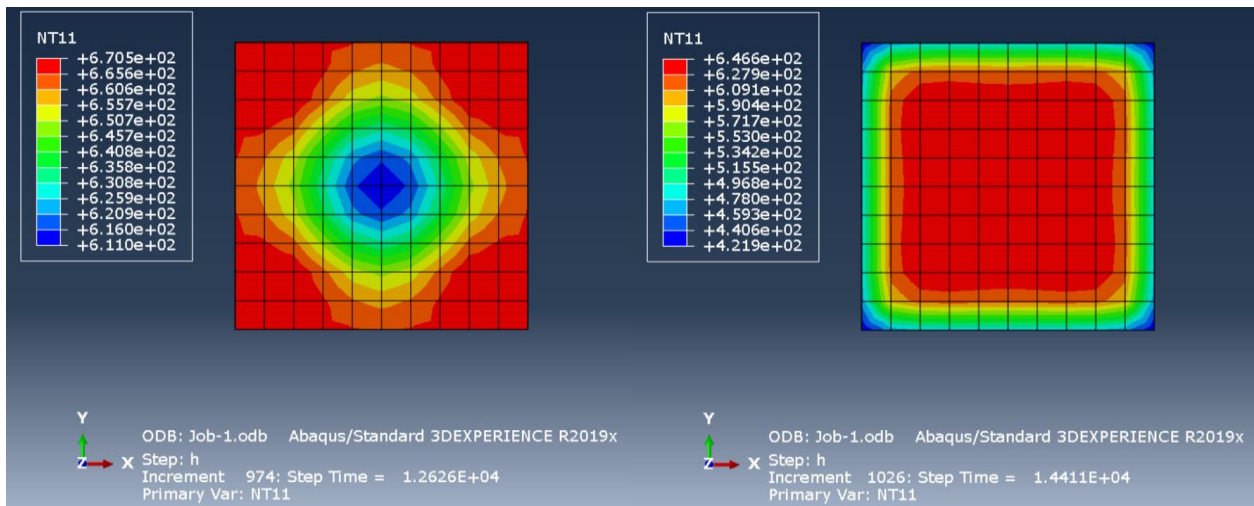 NT11
+6.705e+02
+6.656e+02
+6.606e+02
+6.557e+02
+6.507e+02
+6.457e+02
+6.408e+02
+6.358e+02
+6.308e+02
+6.259e+02
+6.209e+02
+6.160e+02
+6.110e+02
Y
X
Z
ODB: Job-1.odb Abaqus/Standard 3DEXPERIENCE R2019x
Step: h
Increment 974: Step Time = 1.2626E+04
Primary Var: NT11
NT11
+6.466e+02
+6.279e+02
+6.091e+02
+5.904e+02
+5.717e+02
+5.530e+02
+5.342e+02
+5.155e+02
+4.968e+02
+4.780e+02
+4.593e+02
+4.406e+02
+4.219e+02
Y
X
Z
ODB: Job-1.odb Abaqus/Standard 3DEXPERIENCE R2019x
Step: h
Increment 1026: Step Time = 1.4411E+04
Primary Var: NT11